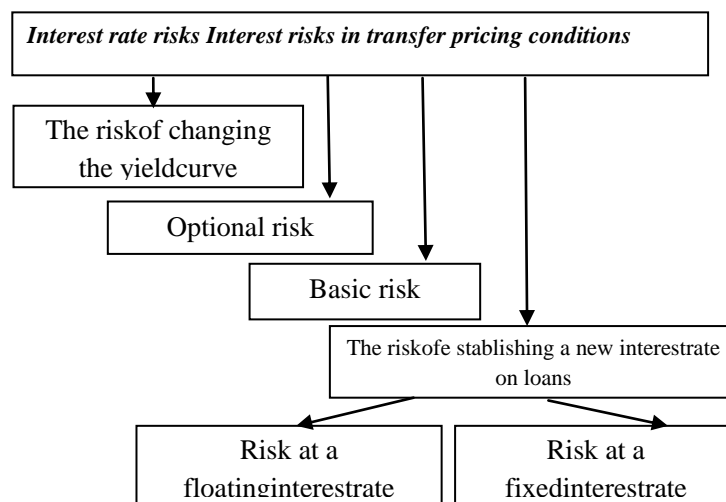 Interest rate risks Interest risks in transfer pricing conditions
The riskof changing
the yieldcurve
Optional risk
Basic risk
The riskofe stablishing a new interestrate
on loans
Risk at a
floatinginterestrate
Risk at a
fixedinterestrate